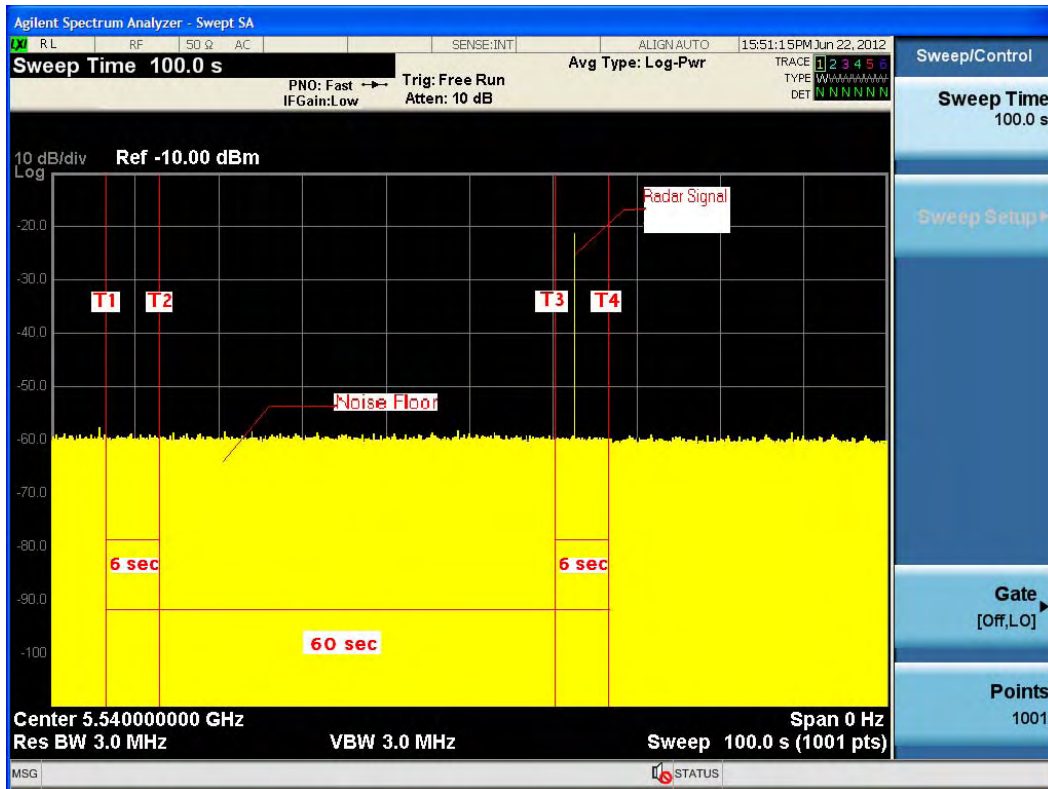 Agilent Spectrum Analyzer - Swept SA
LXI RL RF 50 Ω AC SENSE:INT ALIGN AUTO 15:51:15PM Jun 22, 2012
Sweep Time 100.0 s
PNO: Fast
IFGain:Low
Trig: Free Run
Atten: 10 dB
Avg Type: Log-Pwr
TRACE 1 2 3 4 5 6
TYPE W
DET N N N N N N
10 dB/div Ref -10.00 dBm
Log
Radar Signal
-20.0
-30.0
T1 T2 T3 T4
-40.0
-50.0
Noise Floor
-60.0
-70.0
-80.0
6 sec 6 sec
-90.0
60 sec
-100
Center 5.540000000 GHz Span 0 Hz
Res BW 3.0 MHz VBW 3.0 MHz Sweep 100.0 s (1001 pts)
MSG STATUS
Sweep/Control
Sweep Time
100.0 s
Sweep Setup
Gate
[Off,LO]
Points
1001